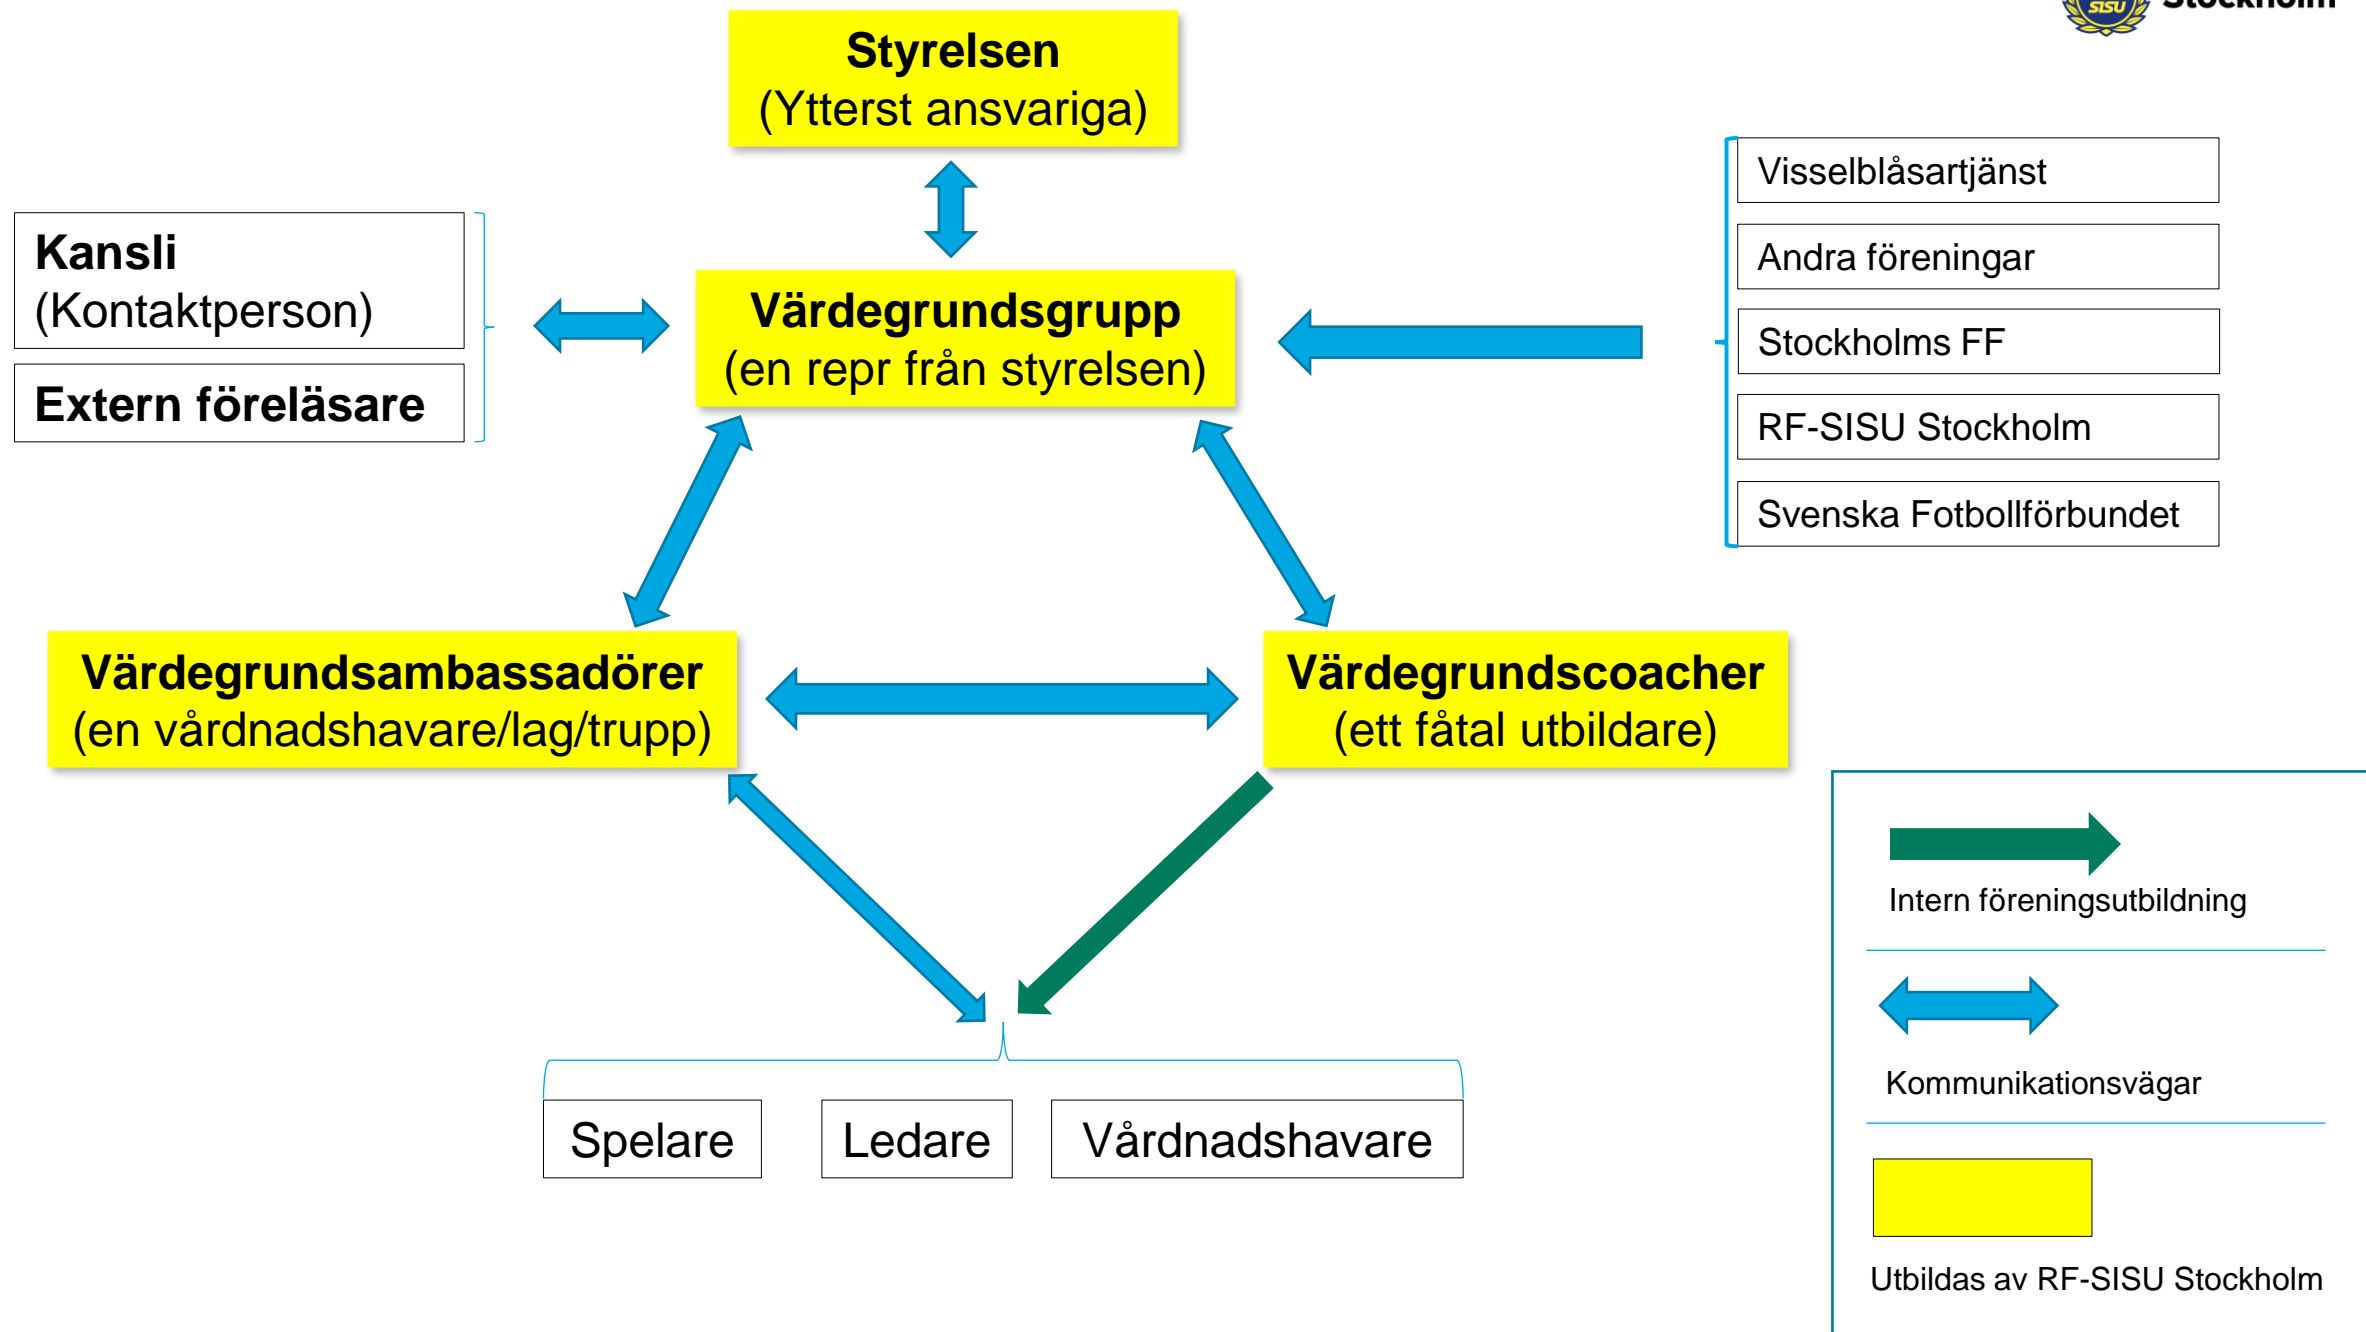 SISU
Stockholm
Styrelsen
(Ytterst ansvariga)
Visselblåsartjänst
Andra föreningar
Stockholms FF
RF-SISU Stockholm
Svenska Fotbollförbundet
Kansli
(Kontaktperson)
Extern föreläsare
Värdegrundsgrupp
(en repr från styrelsen)
Värdegrundsambassadörer
(en vårdnadshavare/lag/trupp)
Värdegrundscoacher
(ett fåtal utbildare)
Spelare
Ledare
Vårdnadshavare
Intern föreningsutbildning
Kommunikationsvägar
Utbildas av RF-SISU Stockholm